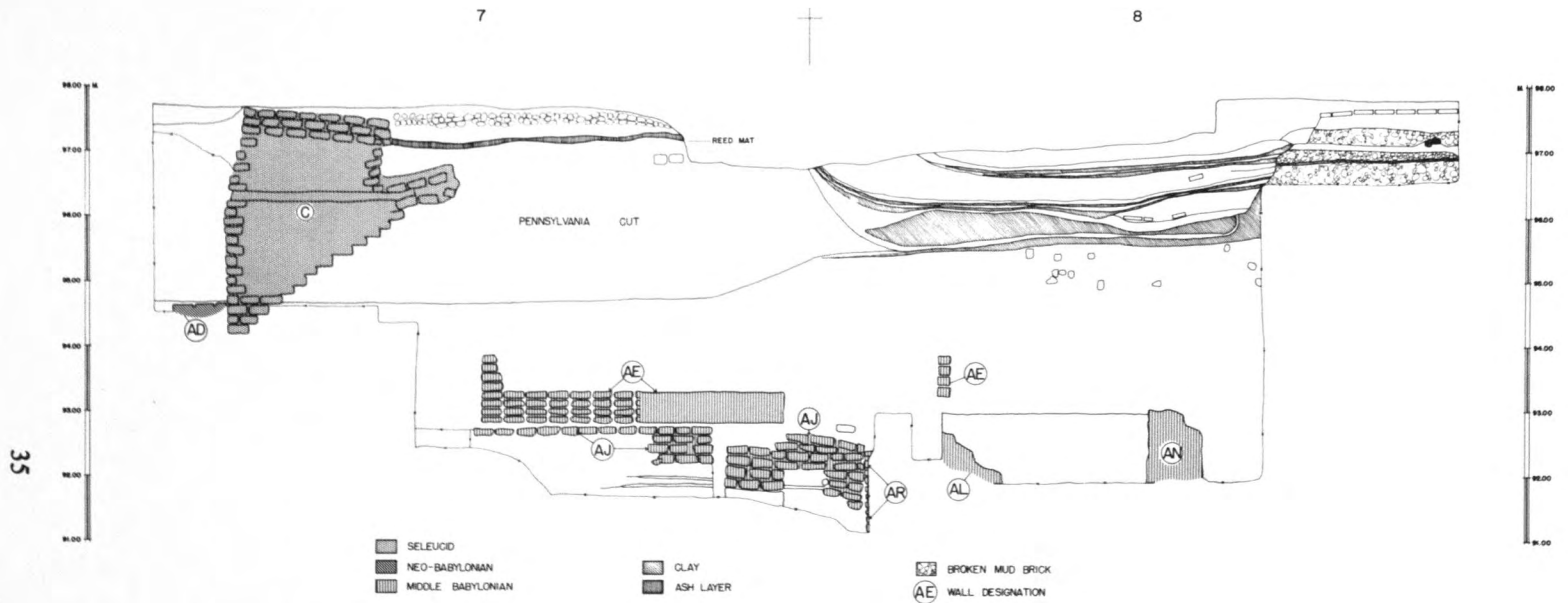 7
8
98.00 M.
97.00
96.00
95.00
94.00
93.00
92.00
91.00
M. 98.00
97.00
96.00
95.00
94.00
93.00
92.00
91.00
REED MAT
C
PENNSYLVANIA CUT
AD
AE
AE
AJ
AJ
AR
AL
AN
35
SELEUCID
NEO-BABYLONIAN
MIDDLE BABYLONIAN
CLAY
ASH LAYER
BROKEN MUD BRICK
AE WALL DESIGNATION